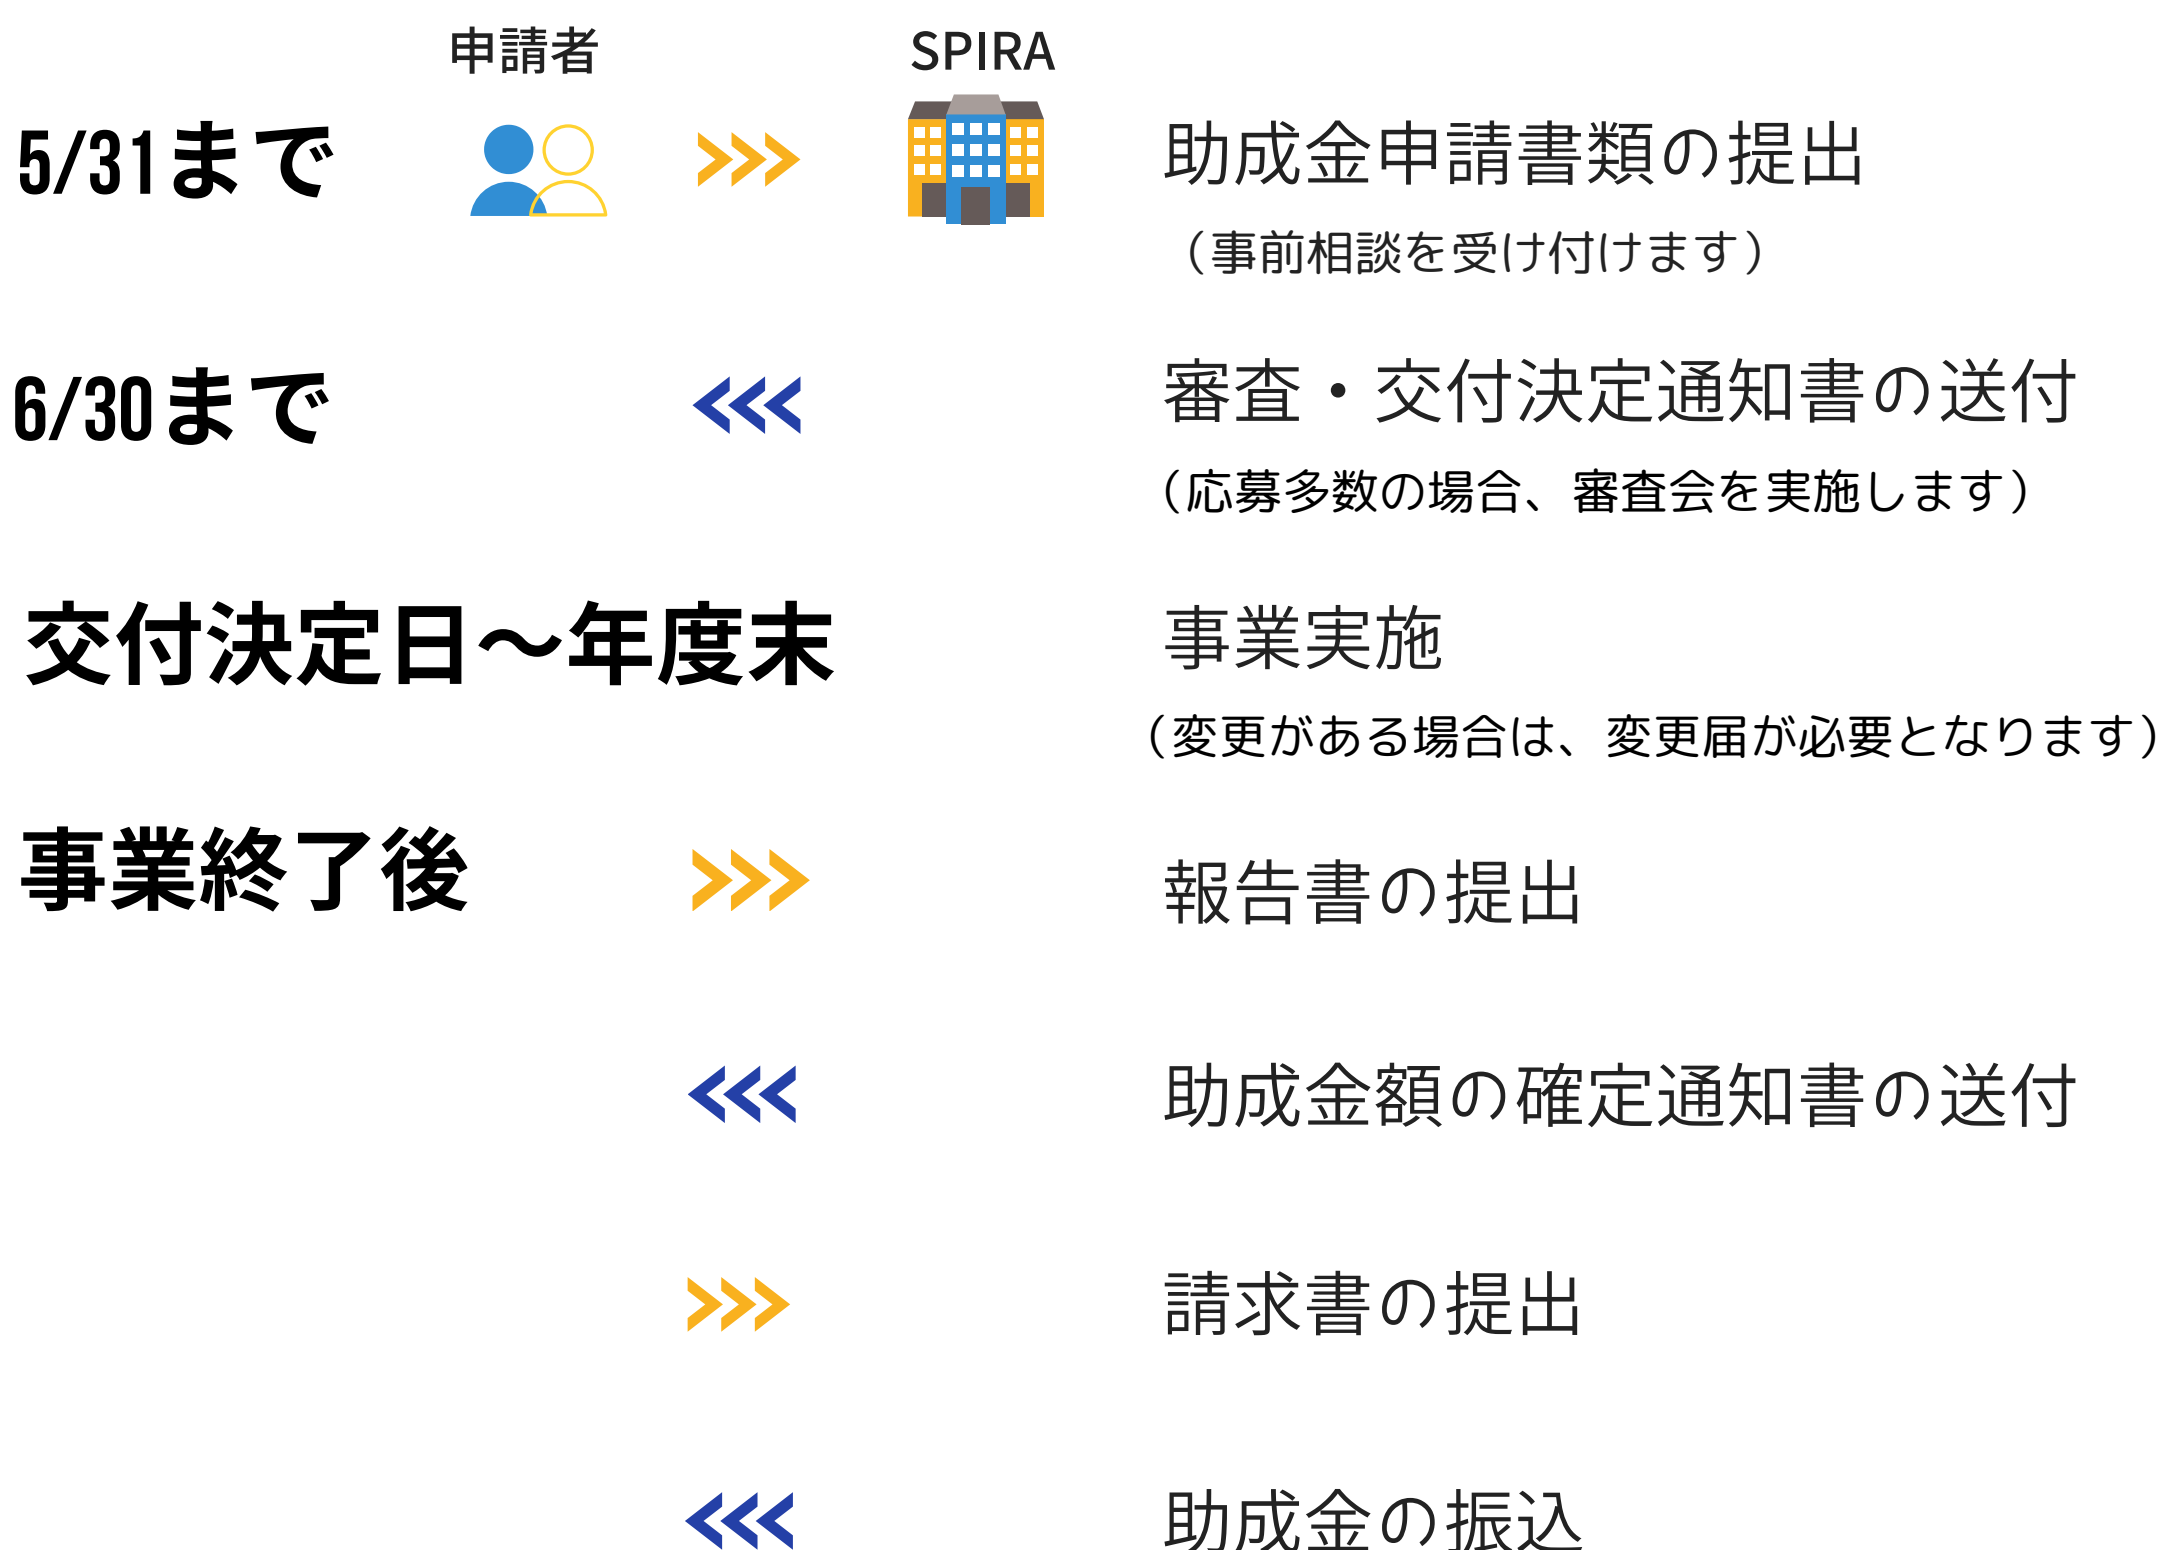 申請者 SPIRA
5/31まで 助成金申請書類の提出
（事前相談を受け付けます）
6/30まで 審査・交付決定通知書の送付
（応募多数の場合、審査会を実施します）
交付決定日〜年度末 事業実施
（変更がある場合は、変更届が必要となります）
事業終了後 報告書の提出
助成金額の確定通知書の送付
請求書の提出
助成金の振込